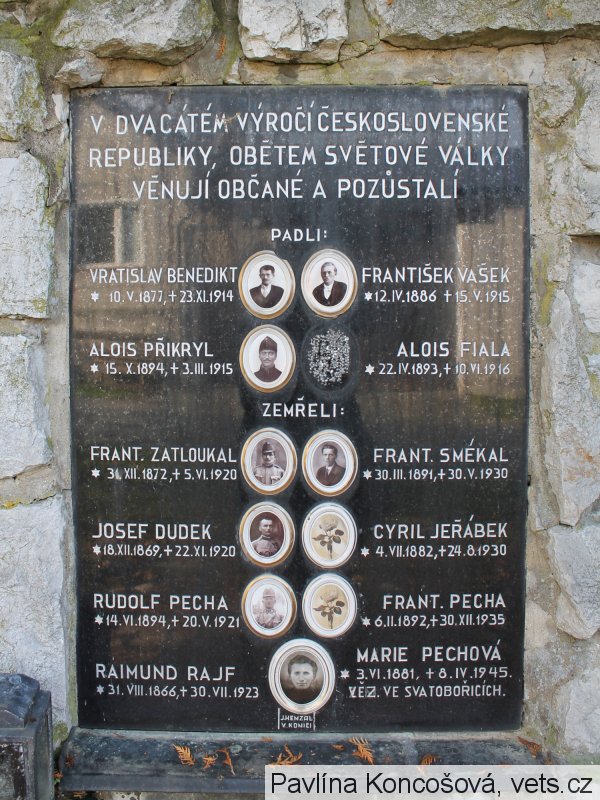 V DVACÁTÉM VÝROČÍ ČESKOSLOVENSKÉ
REPUBLIKY, OBĚTEM SVĚTOVÉ VÁLKY
VĚNUJÍ OBČANÉ A POZŮSTALÍ
PADLI:
VRATISLAV BENEDIKT
* 10.V.1877, + 23.XI.1914
FRANTIŠEK VAŠEK
* 12.IV.1886 + 15.V.1915
ALOIS PŘIKRYL
* 15.X.1894, + 3.III.1915
ALOIS FIALA
* 22.IV.1893, + 10.VI.1916
ZEMŘELI:
FRANT. ZATLOUKAL
* 31.XII.1872, + 5.VI.1920
FRANT. SMÉKAL
* 30.III.1891, + 30.V.1930
JOSEF DUDEK
* 18.XII.1869, + 22.XI.1920
CYRIL JEŘÁBEK
* 4.VII.1882, + 24.8.1930
RUDOLF PECHA
* 14.VI.1894, + 20.V.1921
FRANT. PECHA
* 6.II.1892, + 30.XII.1935
RAIMUND RAJF
* 31.VIII.1866, + 30.VII.1923
MARIE PECHOVÁ
* 3.VI.1881, + 8.IV.1945.
VĚZ. VE SVATOBOŘICÍCH.
J.HENZAL
V KONICI
Pavlína Koncošová, vets.cz